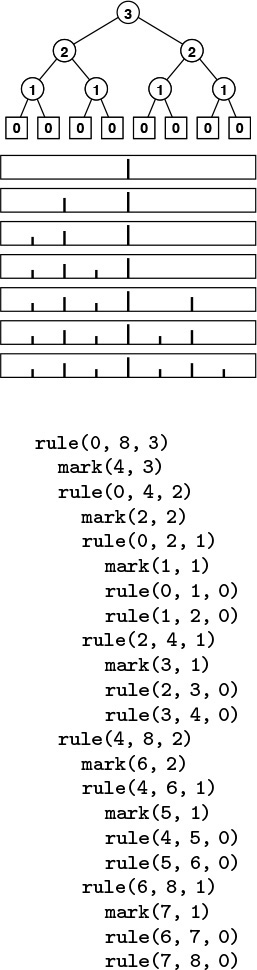 3
2 2
1 1 1 1
0 0 0 0 0 0 0 0
rule(0, 8, 3)
mark(4, 3)
rule(0, 4, 2)
mark(2, 2)
rule(0, 2, 1)
mark(1, 1)
rule(0, 1, 0)
rule(1, 2, 0)
rule(2, 4, 1)
mark(3, 1)
rule(2, 3, 0)
rule(3, 4, 0)
rule(4, 8, 2)
mark(6, 2)
rule(4, 6, 1)
mark(5, 1)
rule(4, 5, 0)
rule(5, 6, 0)
rule(6, 8, 1)
mark(7, 1)
rule(6, 7, 0)
rule(7, 8, 0)